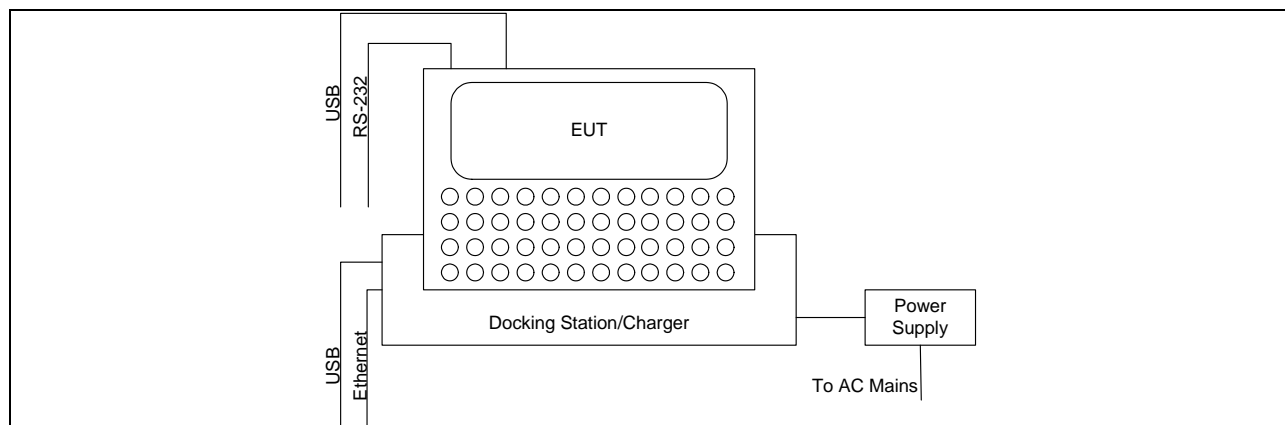 USB
RS-232
EUT
Docking Station/Charger
Power
Supply
USB
Ethernet
To AC Mains